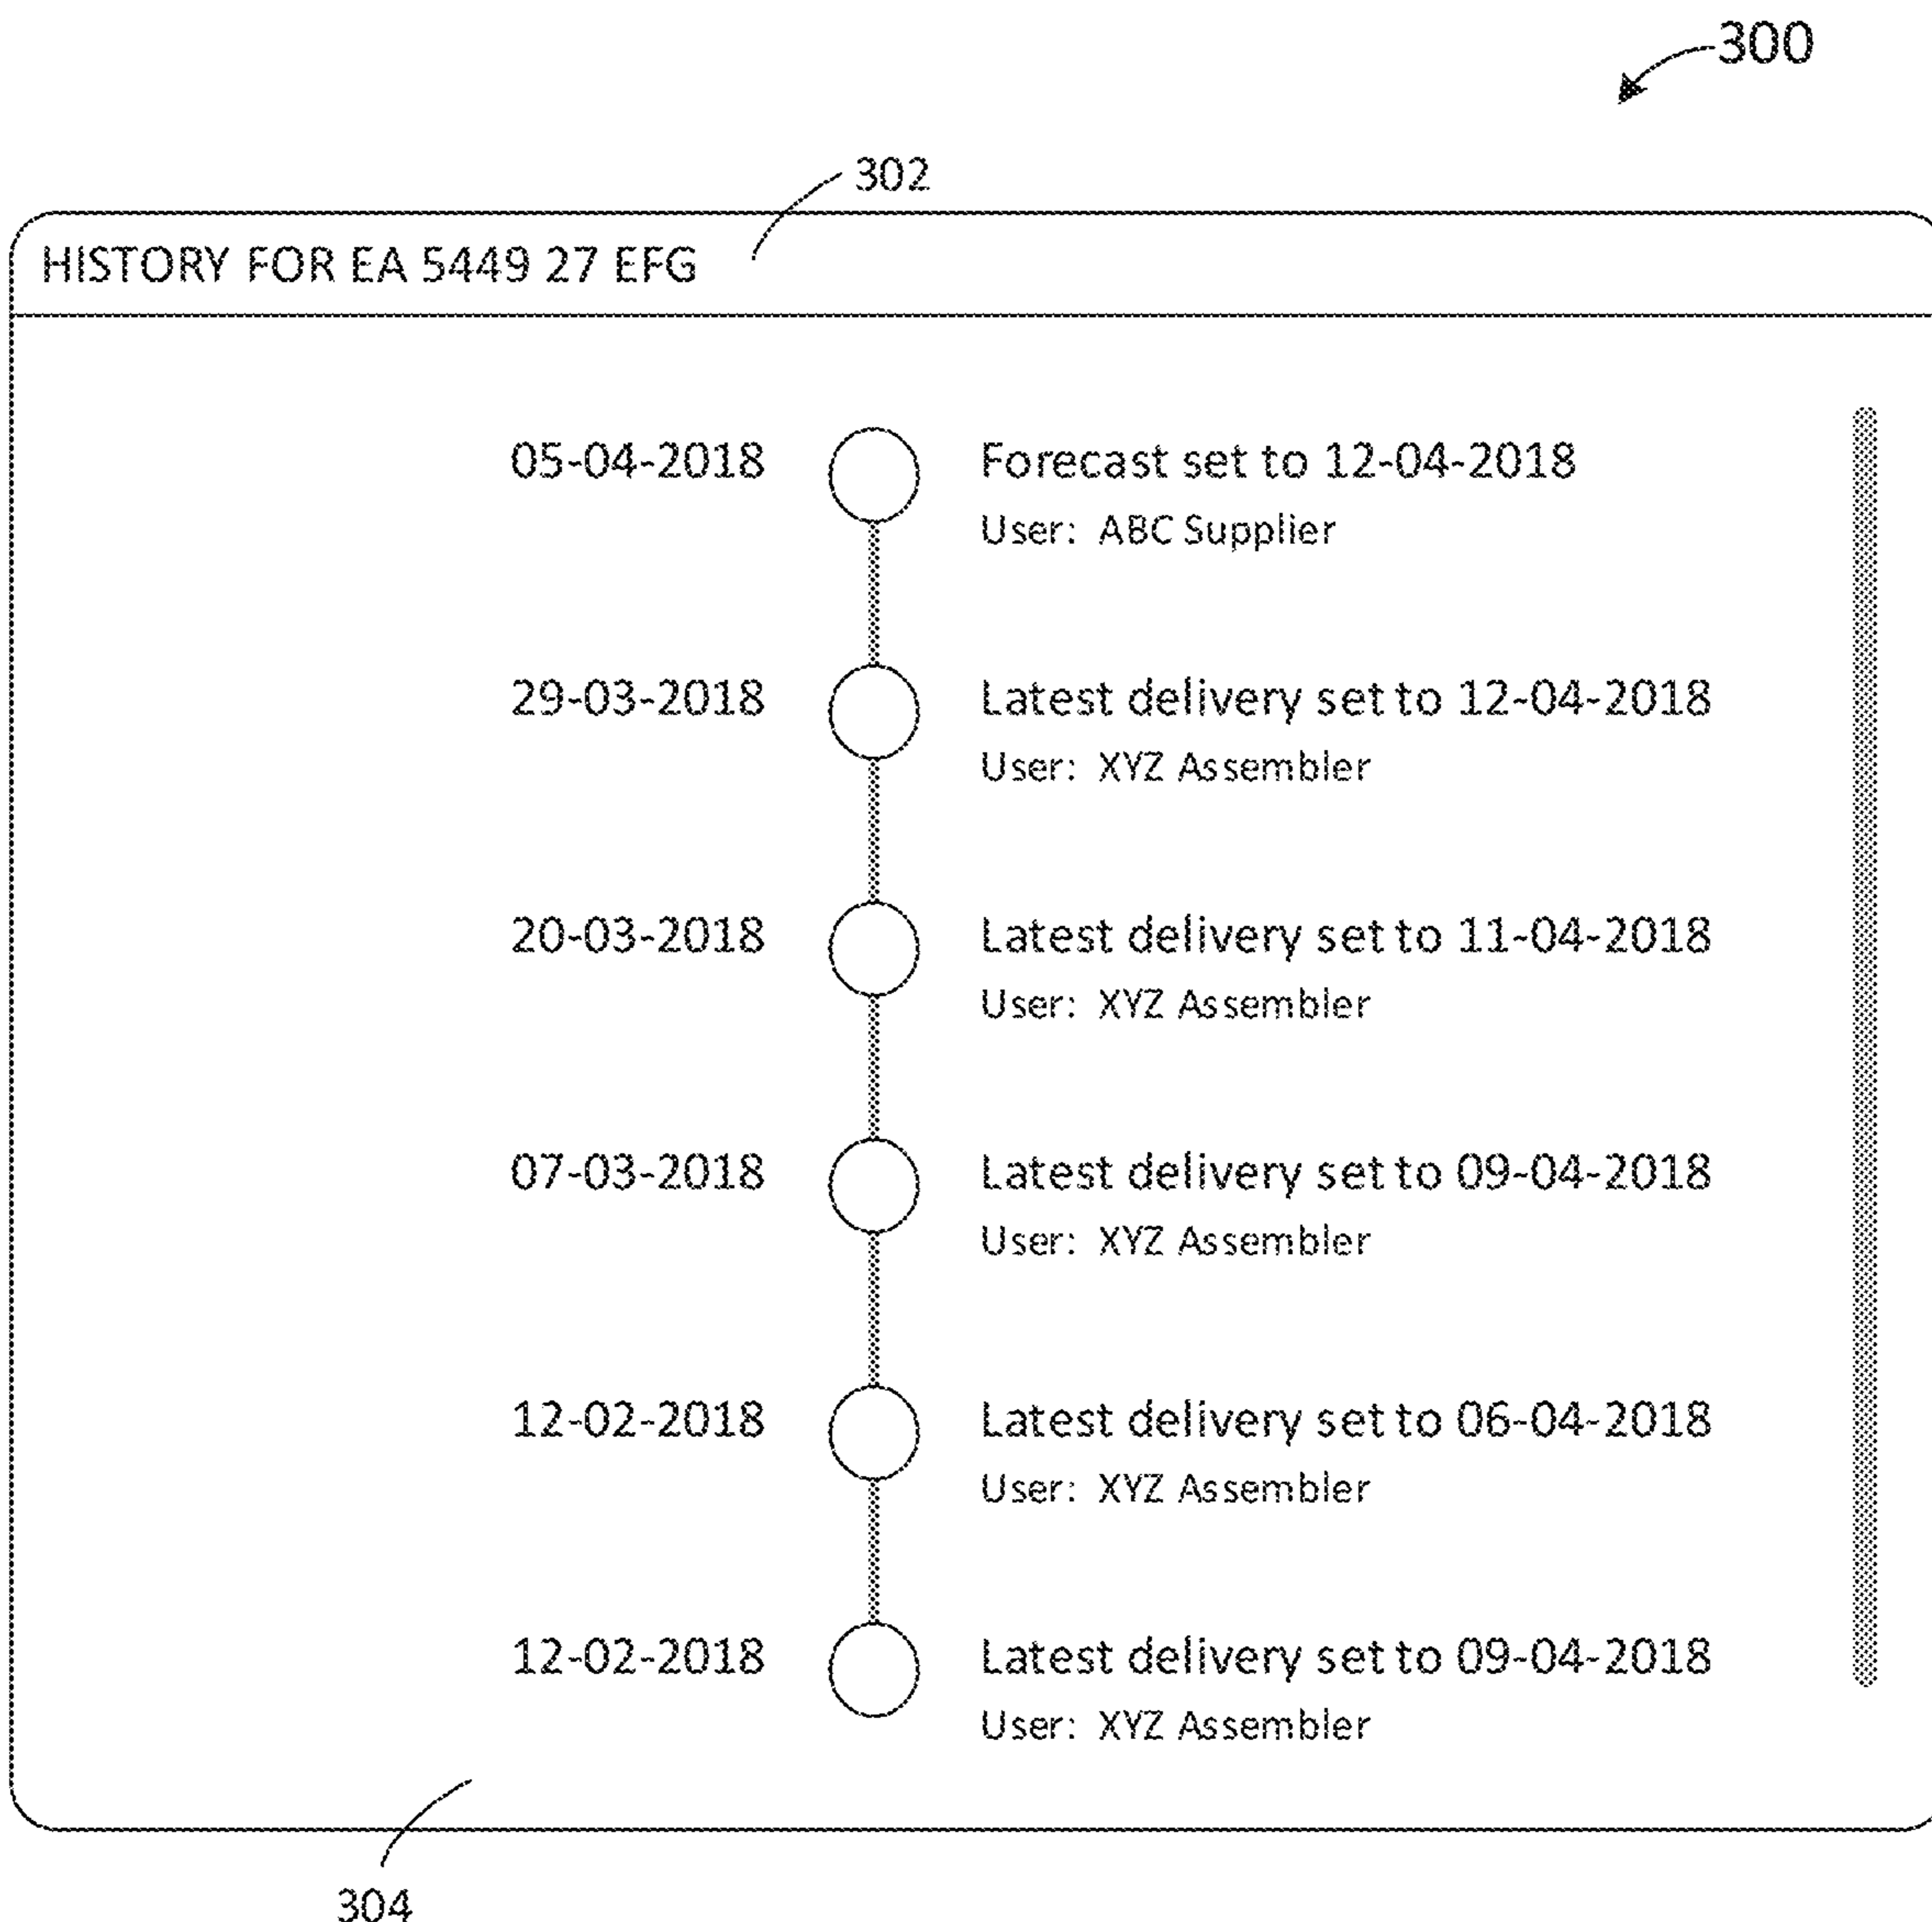 300
302
HISTORY FOR EA 5449 27 EFG
05-04-2018 Forecast set to 12-04-2018
User: ABC Supplier
29-03-2018 Latest delivery set to 12-04-2018
User: XYZ Assembler
20-03-2018 Latest delivery set to 11-04-2018
User: XYZ Assembler
07-03-2018 Latest delivery set to 09-04-2018
User: XYZ Assembler
12-02-2018 Latest delivery set to 06-04-2018
User: XYZ Assembler
12-02-2018 Latest delivery set to 09-04-2018
User: XYZ Assembler
304